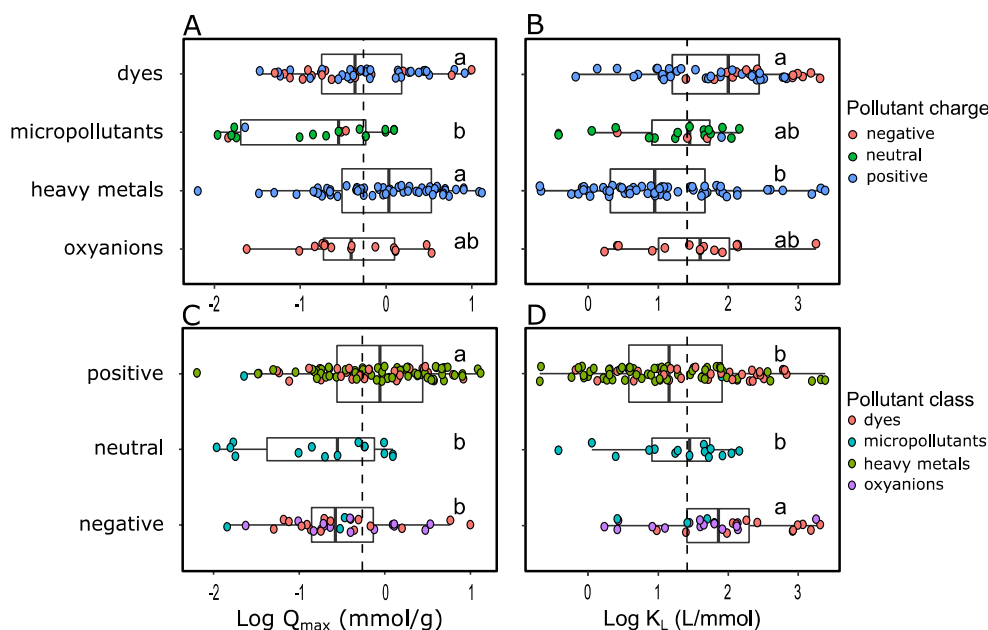 A
B
dyes
a
a
micropollutants
b
ab
heavy metals
a
b
oxyanions
ab
ab
-2
-1
0
1
0
1
2
3
Pollutant charge
negative
neutral
positive
C
D
positive
a
b
neutral
b
b
negative
b
a
-2
-1
0
1
0
1
2
3
Log Qmax (mmol/g)
Log KL (L/mmol)
Pollutant class
dyes
micropollutants
heavy metals
oxyanions